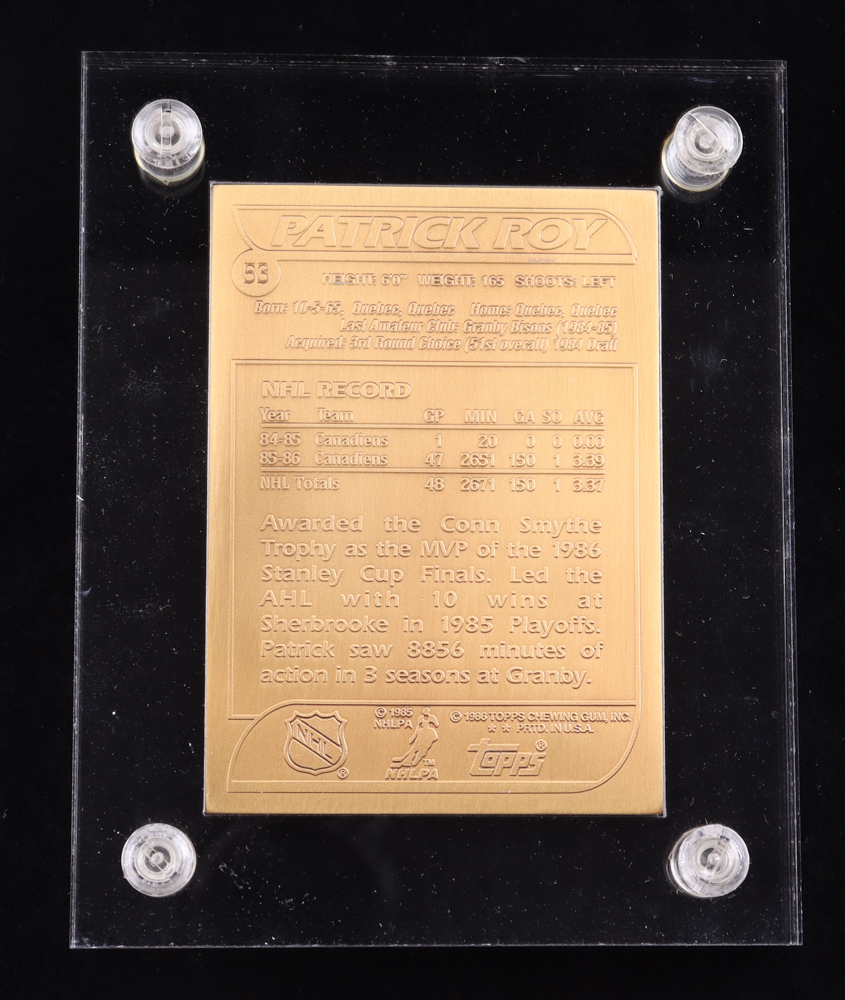 PATRICK ROY
53
HEIGHT: 6'0" WEIGHT: 165 SHOOTS: LEFT
Born: 10-5-65, Quebec, Quebec Home: Quebec, Quebec
Last Amateur Club: Granby Bisons (1984-85)
Acquired: 3rd Round Choice (51st overall) 1984 Draft
NHL RECORD
Year Team GP MIN GA SO AVG
84-85 Canadiens 1 20 0 0 0.00
85-86 Canadiens 47 2651 150 1 3.39
NHL Totals 48 2671 150 1 3.37
Awarded the Conn Smythe
Trophy as the MVP of the 1986
Stanley Cup Finals. Led the
AHL with 10 wins at
Sherbrooke in 1985 Playoffs.
Patrick saw 8856 minutes of
action in 3 seasons at Granby.
NHL ®
© 1985
NHLPA
NHLPA ™
© 1986 TOPPS CHEWING GUM, INC.
★ ★ PRTD. IN U.S.A.
Topps ®